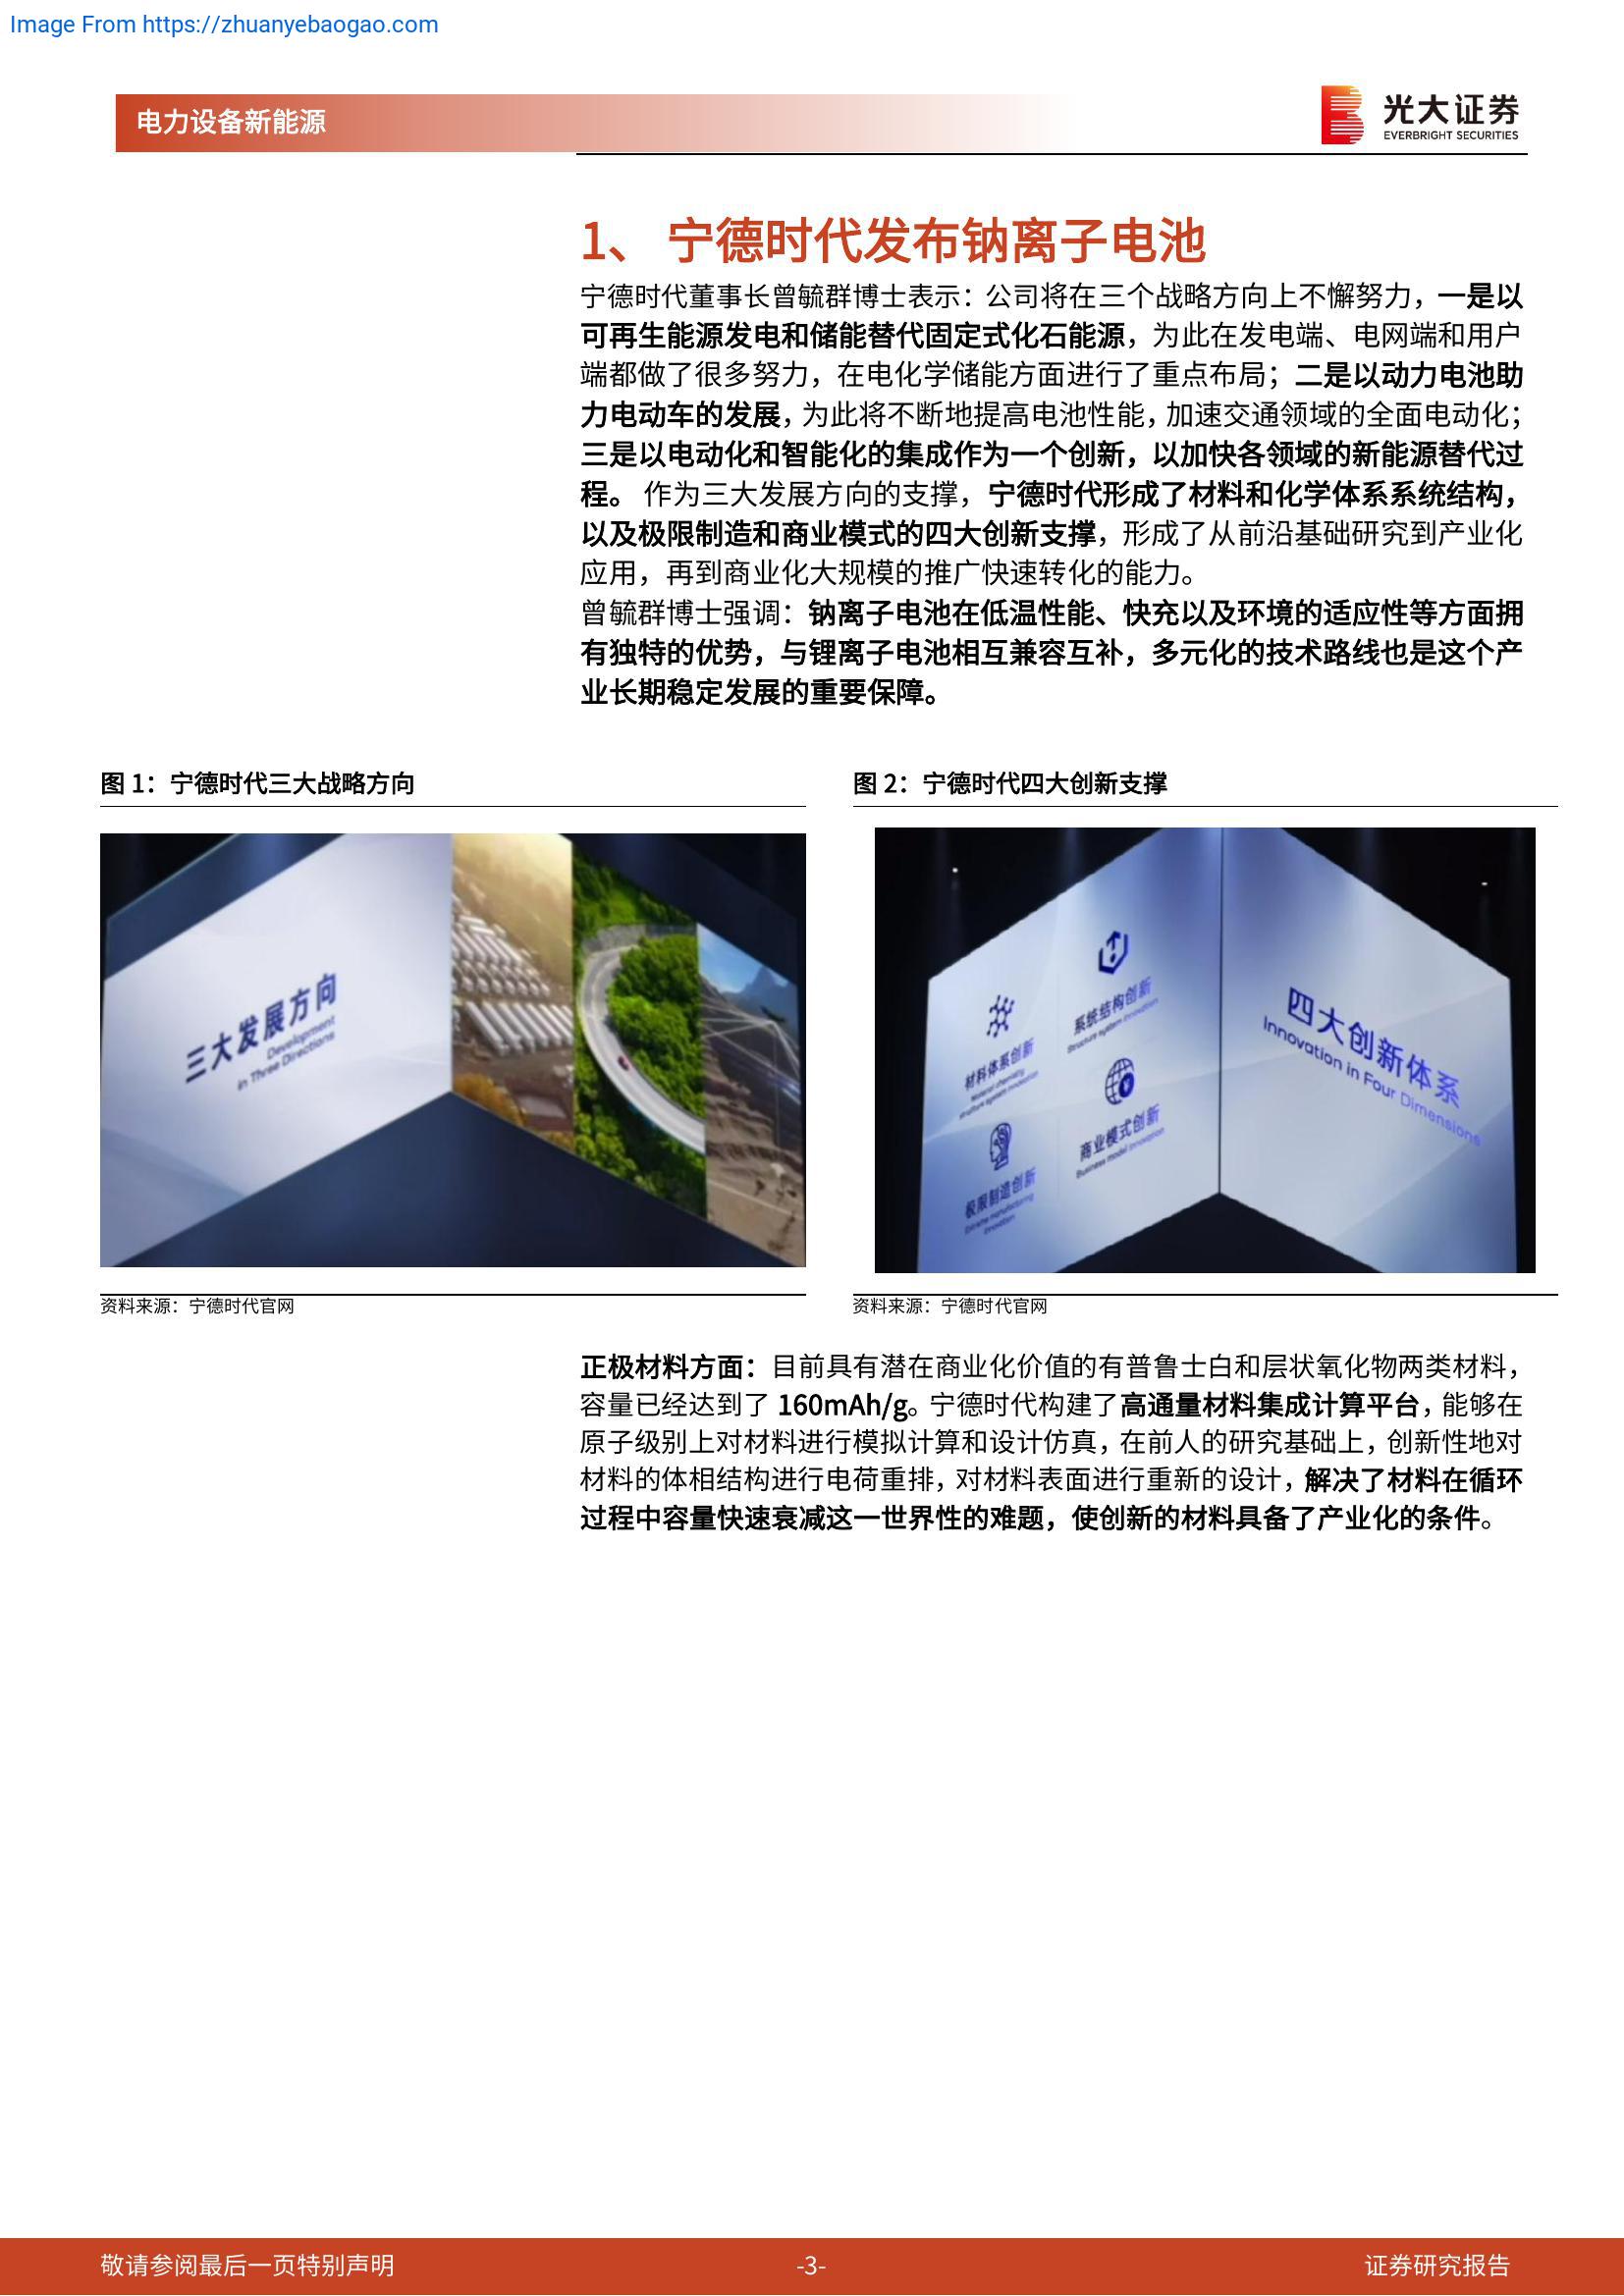 Image From https://zhuanyebaogao.com
电力设备新能源
光大证券
EVERBRIGHT SECURITIES
1、 宁德时代发布钠离子电池
宁德时代董事长曾毓群博士表示：公司将在三个战略方向上不懈努力，一是以
可再生能源发电和储能替代固定式化石能源，为此在发电端、电网端和用户
端都做了很多努力，在电化学储能方面进行了重点布局；二是以动力电池助
力电动车的发展，为此将不断地提高电池性能，加速交通领域的全面电动化；
三是以电动化和智能化的集成作为一个创新，以加快各领域的新能源替代过
程。 作为三大发展方向的支撑，宁德时代形成了材料和化学体系系统结构，
以及极限制造和商业模式的四大创新支撑，形成了从前沿基础研究到产业化
应用，再到商业化大规模的推广快速转化的能力。
曾毓群博士强调：钠离子电池在低温性能、快充以及环境的适应性等方面拥
有独特的优势，与锂离子电池相互兼容互补，多元化的技术路线也是这个产
业长期稳定发展的重要保障。
图 1：宁德时代三大战略方向
三大发展方向
Development
in Three Directions
资料来源：宁德时代官网
图 2：宁德时代四大创新支撑
系统结构创新
Structure system innovation
材料体系创新
Material chemistry
structure system innovation
商业模式创新
Business model innovation
极限制造创新
Extreme manufacturing
innovation
四大创新体系
Innovation in Four Dimensions
资料来源：宁德时代官网
正极材料方面：目前具有潜在商业化价值的有普鲁士白和层状氧化物两类材料，
容量已经达到了 160mAh/g。宁德时代构建了高通量材料集成计算平台，能够在
原子级别上对材料进行模拟计算和设计仿真，在前人的研究基础上，创新性地对
材料的体相结构进行电荷重排，对材料表面进行重新的设计，解决了材料在循环
过程中容量快速衰减这一世界性的难题，使创新的材料具备了产业化的条件。
敬请参阅最后一页特别声明
-3-
证券研究报告